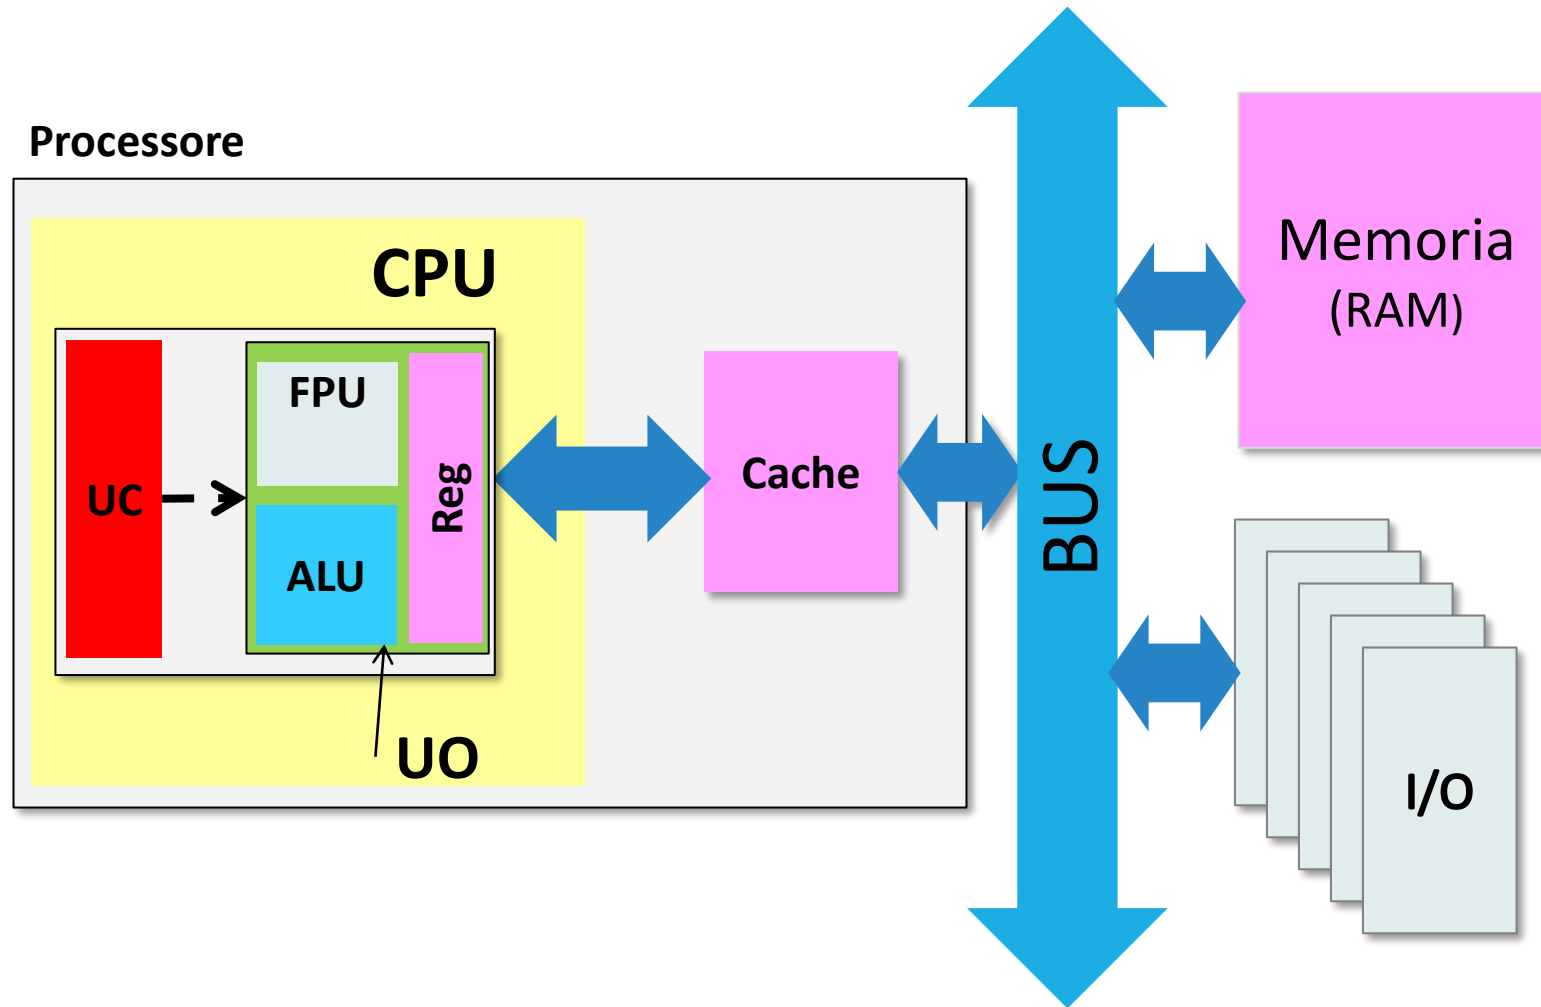 Processore
CPU
UC
FPU
ALU
Reg
UO
Cache
BUS
Memoria
(RAM)
I/O